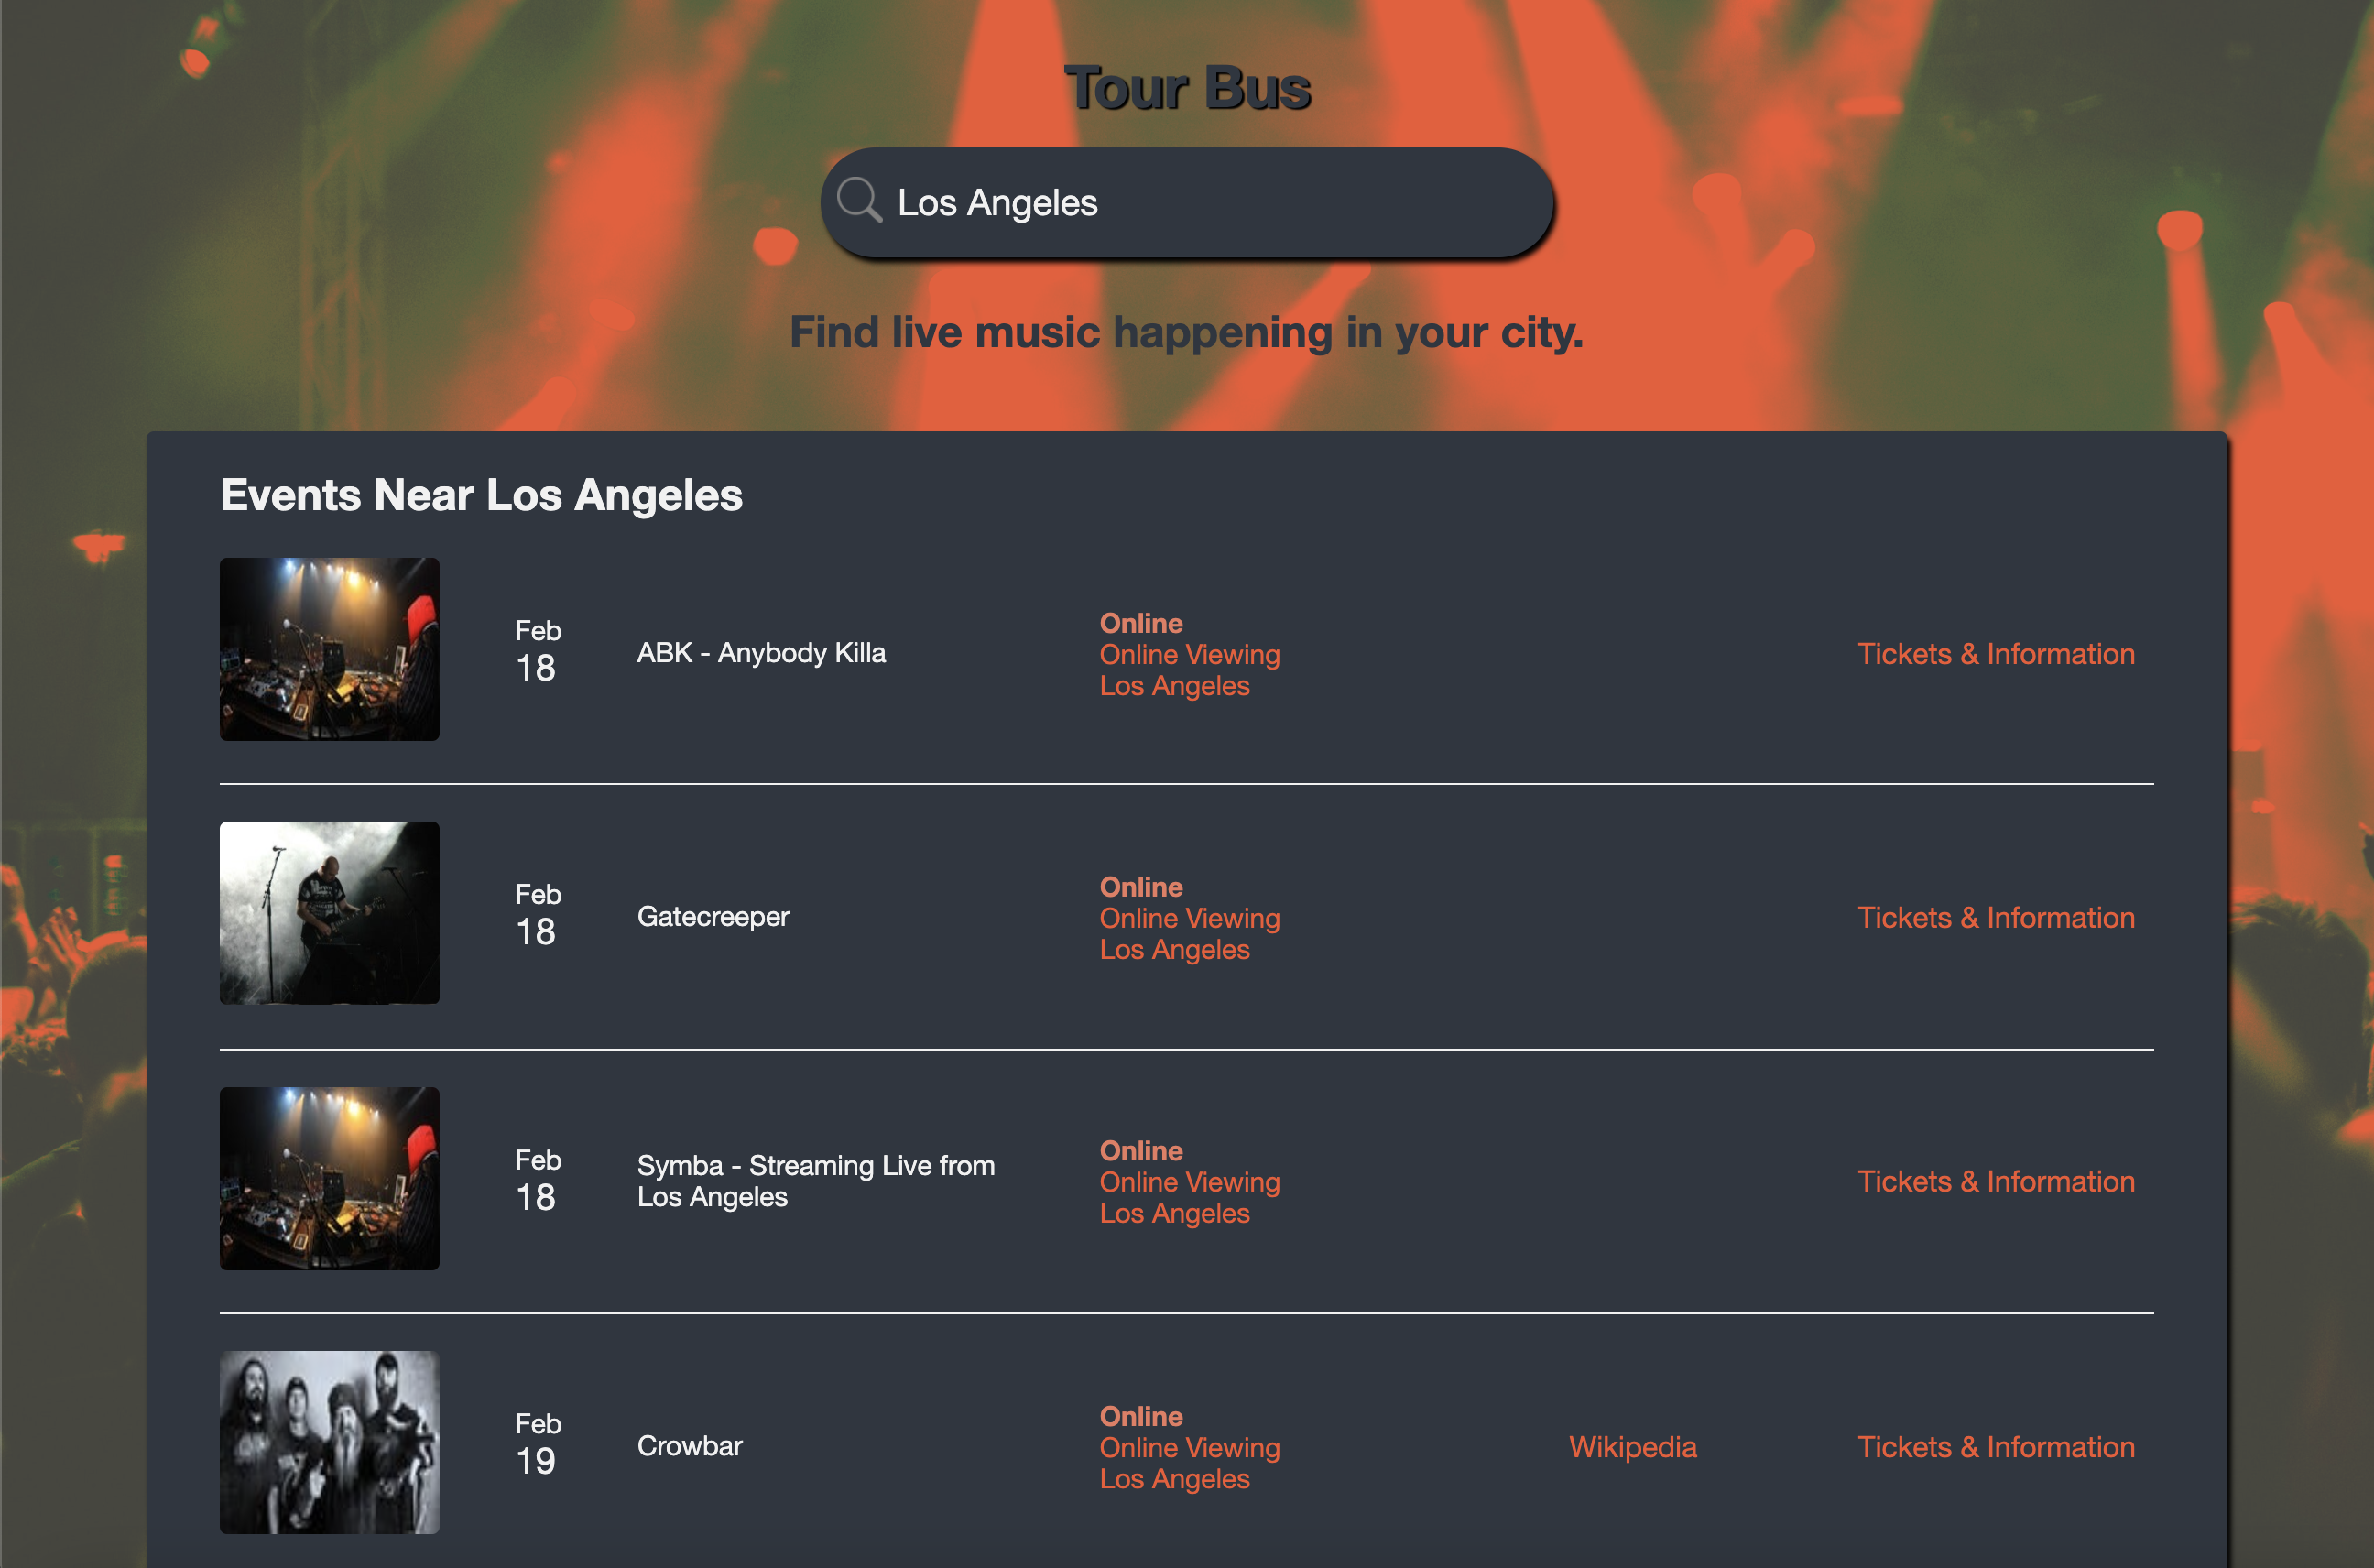 Tour Bus
Los Angeles
Find live music happening in your city.
Events Near Los Angeles
Feb
18
ABK - Anybody Killa
Online
Online Viewing
Los Angeles
Tickets & Information
Feb
18
Gatecreeper
Online
Online Viewing
Los Angeles
Tickets & Information
Feb
18
Symba - Streaming Live from
Los Angeles
Online
Online Viewing
Los Angeles
Tickets & Information
Feb
19
Crowbar
Online
Online Viewing
Los Angeles
Wikipedia
Tickets & Information